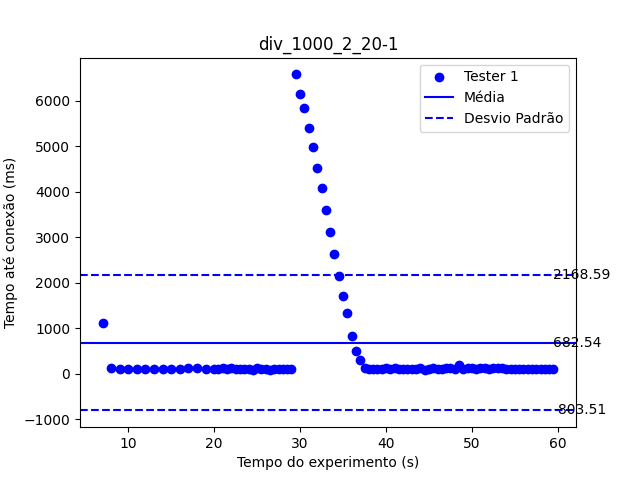 div_1000_2_20-1
Tester 1
Média
Desvio Padrão
Tempo até conexão (ms)
6000
5000
4000
3000
2000
1000
0
−1000
2168.59
682.54
803.51
10
20
30
40
50
60
Tempo do experimento (s)